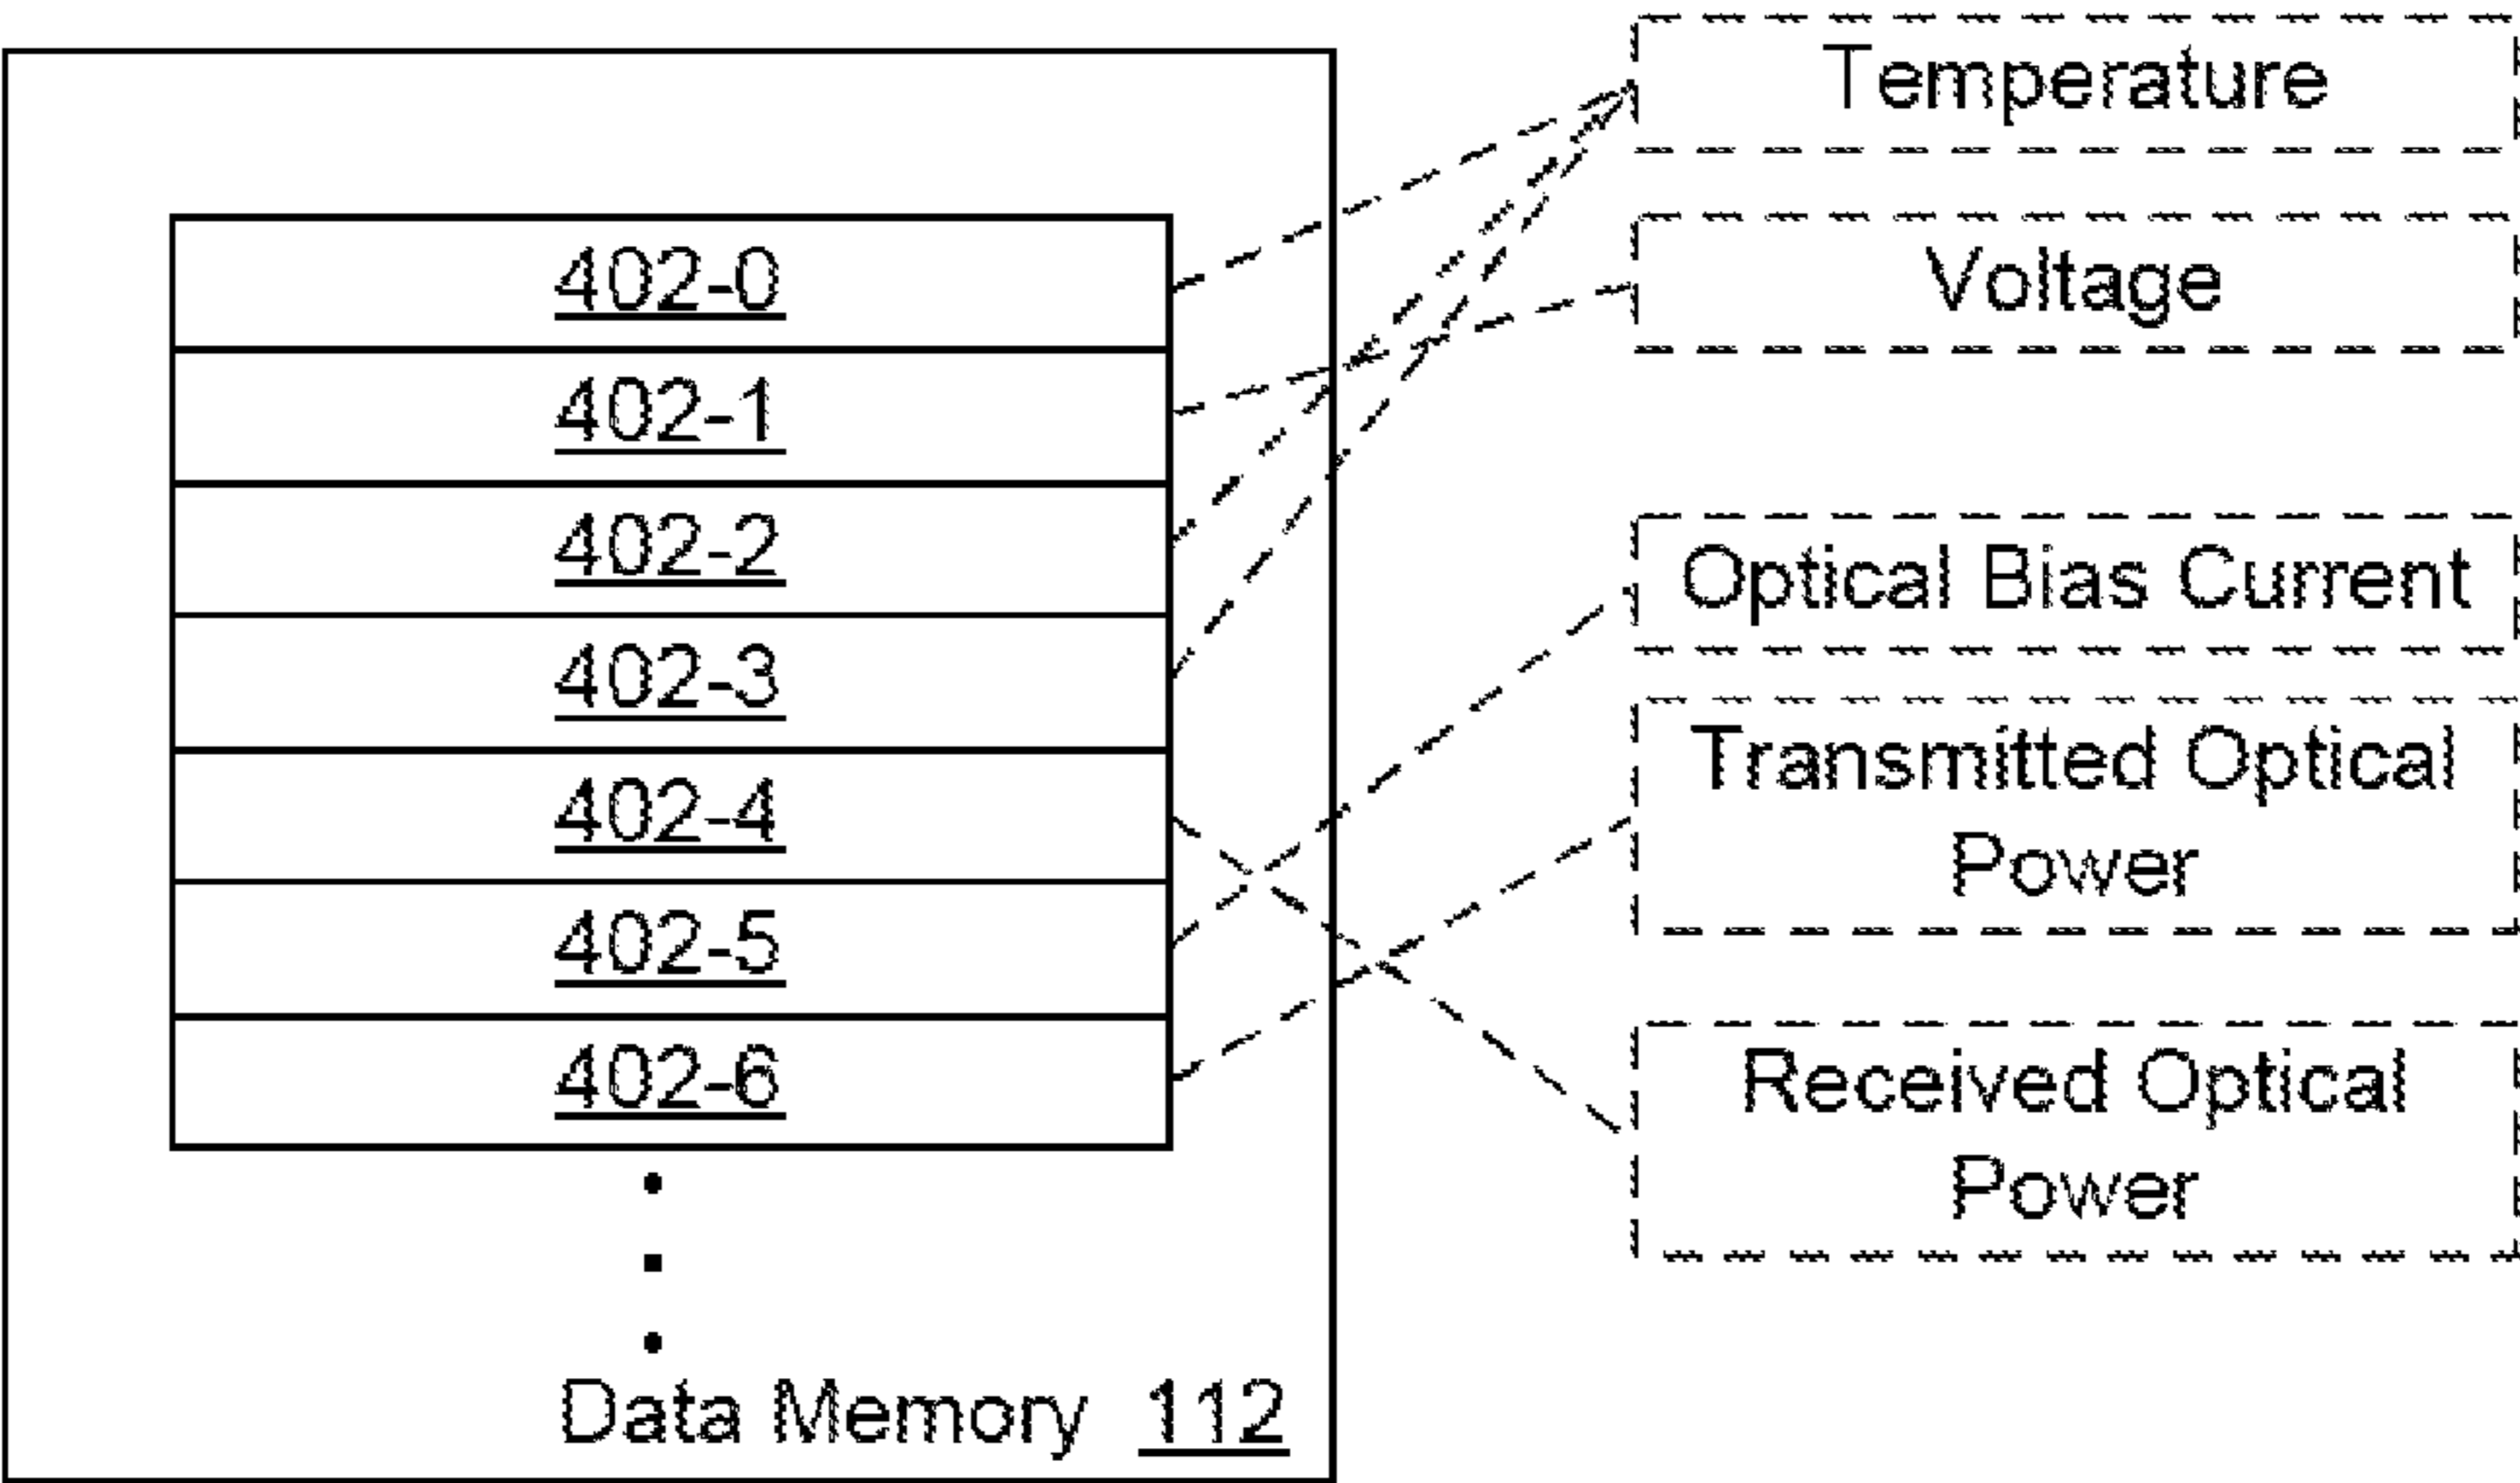 402-0
402-1
402-2
402-3
402-4
402-5
402-6
Data Memory 112
Temperature
Voltage
Optical Bias Current
Transmitted Optical
Power
Received Optical
Power